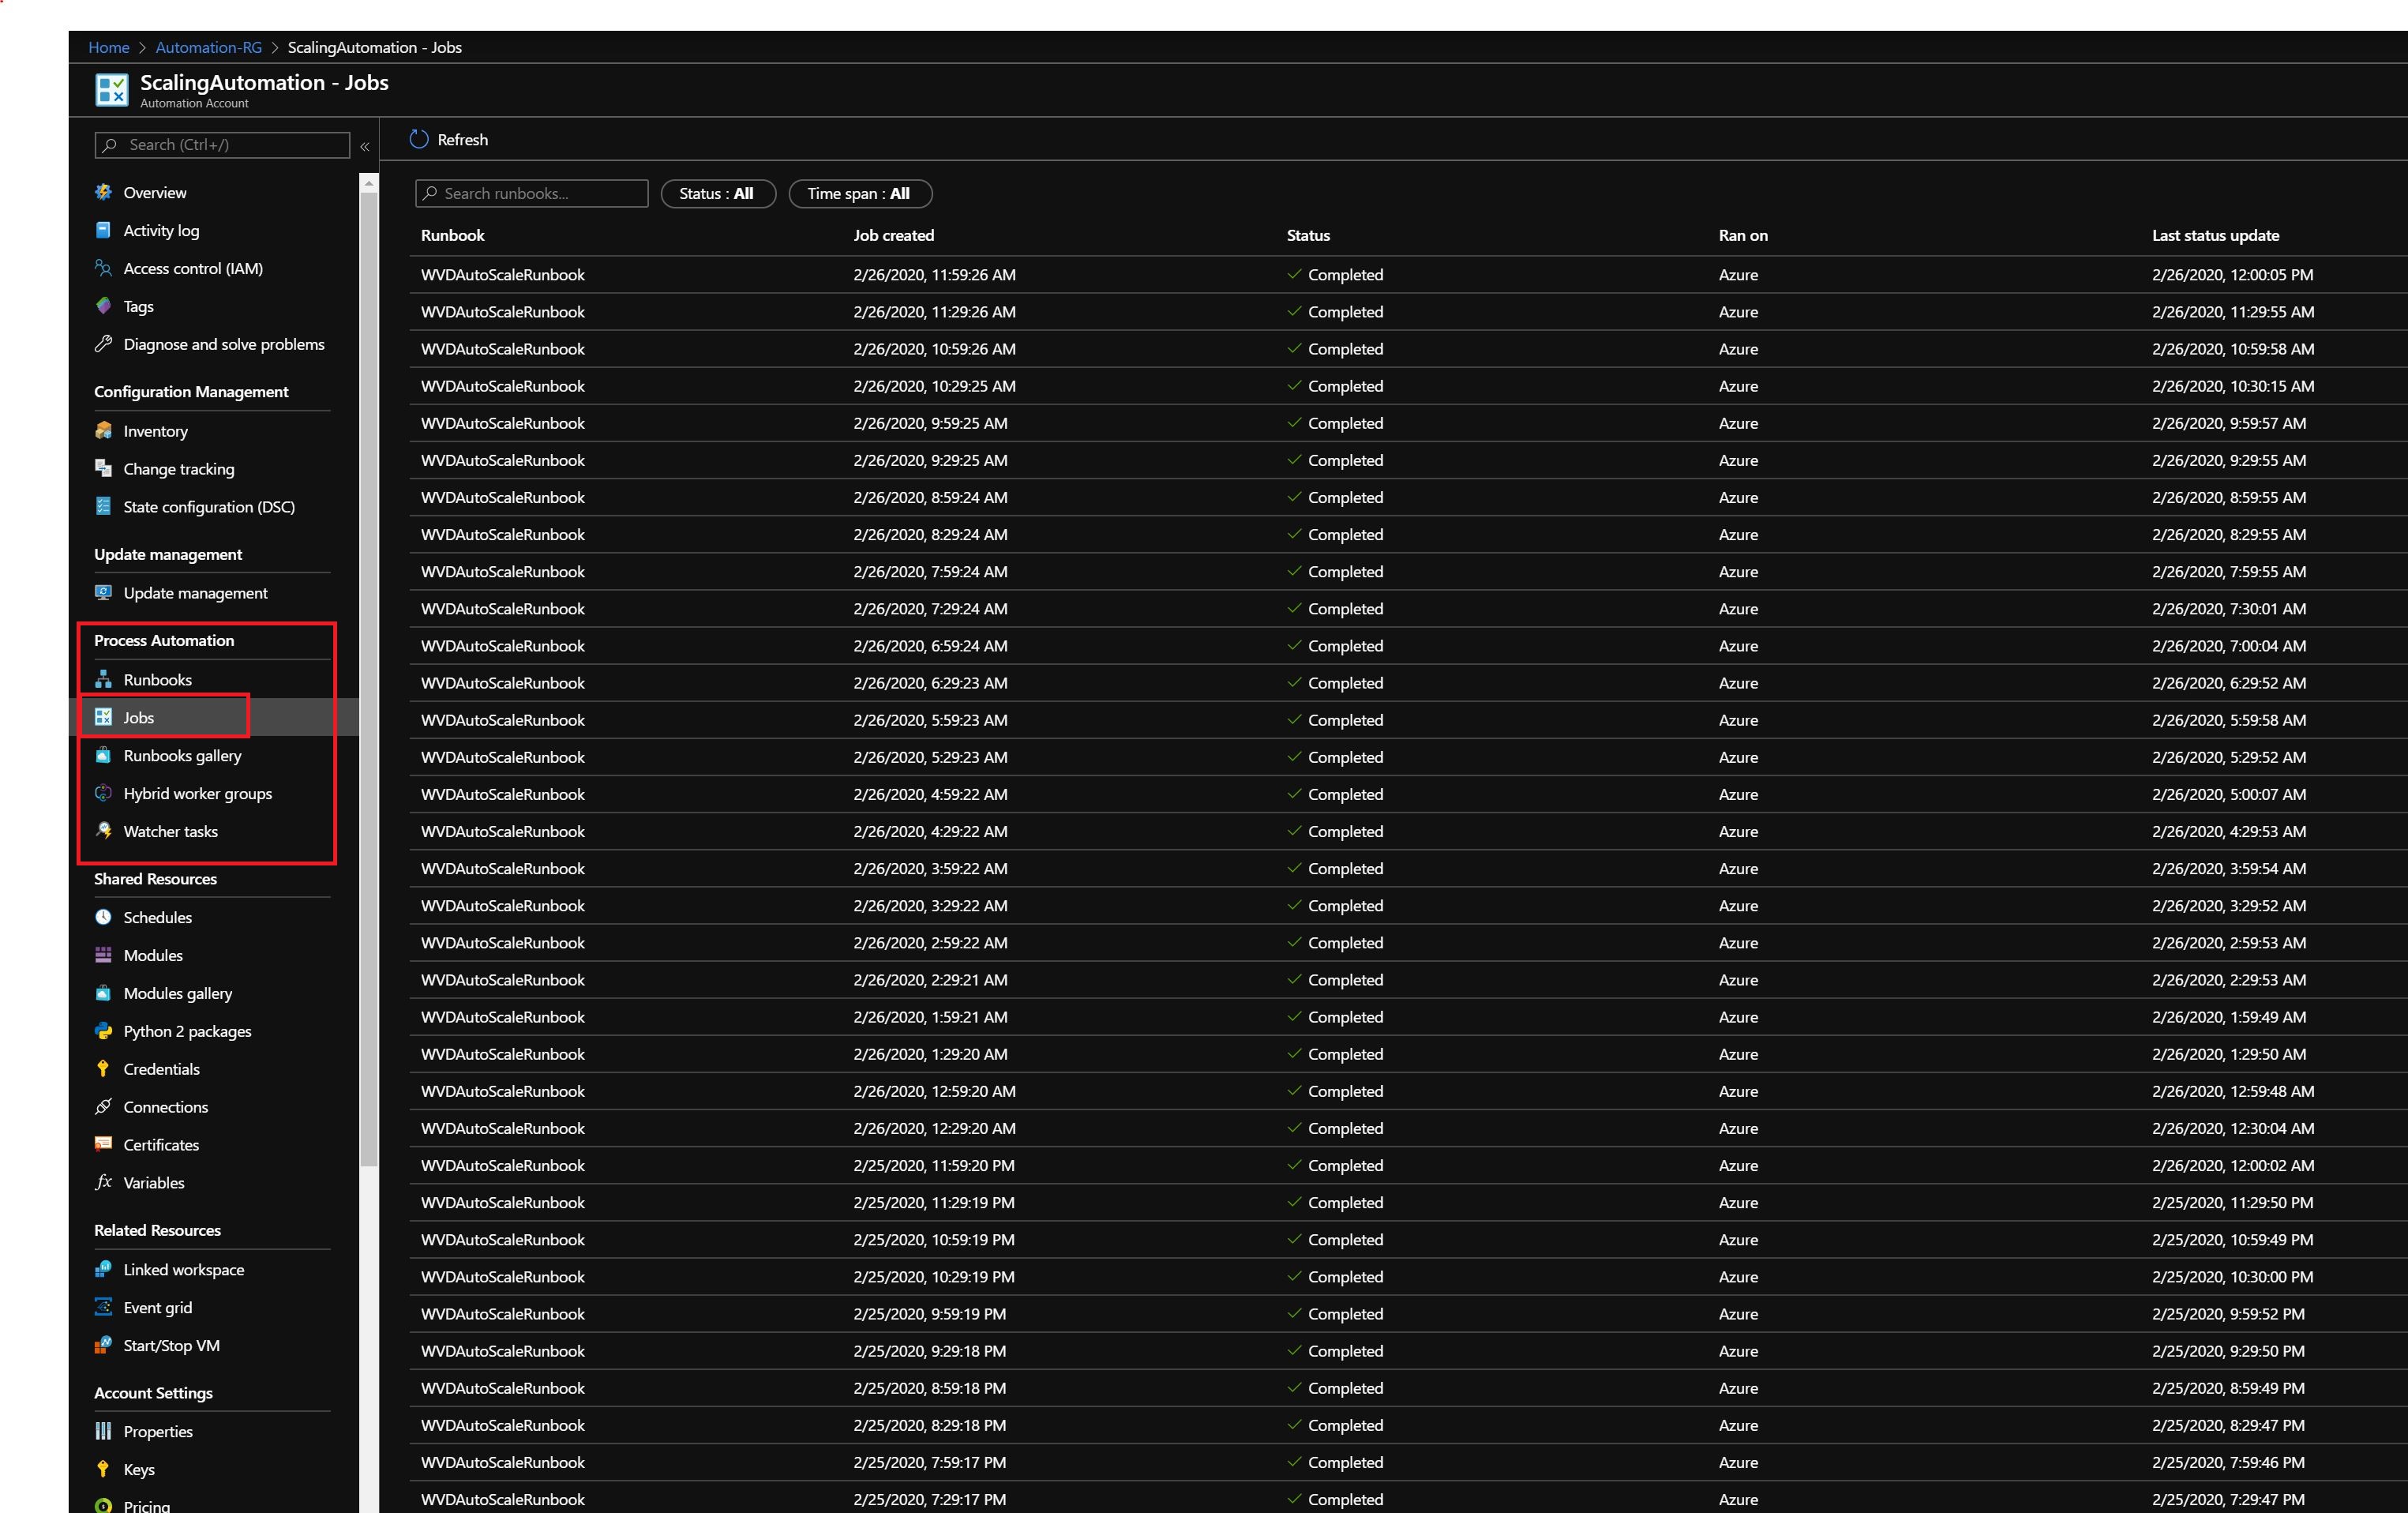 Home > Automation-RG > ScalingAutomation - Jobs
ScalingAutomation - Jobs
Automation Account
Search (Ctrl+/)
«
Overview
Activity log
Access control (IAM)
Tags
Diagnose and solve problems
Configuration Management
Inventory
Change tracking
State configuration (DSC)
Update management
Update management
Process Automation
Runbooks
Jobs
Runbooks gallery
Hybrid worker groups
Watcher tasks
Shared Resources
Schedules
Modules
Modules gallery
Python 2 packages
Credentials
Connections
Certificates
Variables
Related Resources
Linked workspace
Event grid
Start/Stop VM
Account Settings
Properties
Keys
Pricing
Refresh
Search runbooks... Status : All Time span : All
Runbook Job created Status Ran on Last status update
WVDAutoScaleRunbook 2/26/2020, 11:59:26 AM Completed Azure 2/26/2020, 12:00:05 PM
WVDAutoScaleRunbook 2/26/2020, 11:29:26 AM Completed Azure 2/26/2020, 11:29:55 AM
WVDAutoScaleRunbook 2/26/2020, 10:59:26 AM Completed Azure 2/26/2020, 10:59:58 AM
WVDAutoScaleRunbook 2/26/2020, 10:29:25 AM Completed Azure 2/26/2020, 10:30:15 AM
WVDAutoScaleRunbook 2/26/2020, 9:59:25 AM Completed Azure 2/26/2020, 9:59:57 AM
WVDAutoScaleRunbook 2/26/2020, 9:29:25 AM Completed Azure 2/26/2020, 9:29:55 AM
WVDAutoScaleRunbook 2/26/2020, 8:59:24 AM Completed Azure 2/26/2020, 8:59:55 AM
WVDAutoScaleRunbook 2/26/2020, 8:29:24 AM Completed Azure 2/26/2020, 8:29:55 AM
WVDAutoScaleRunbook 2/26/2020, 7:59:24 AM Completed Azure 2/26/2020, 7:59:55 AM
WVDAutoScaleRunbook 2/26/2020, 7:29:24 AM Completed Azure 2/26/2020, 7:30:01 AM
WVDAutoScaleRunbook 2/26/2020, 6:59:24 AM Completed Azure 2/26/2020, 7:00:04 AM
WVDAutoScaleRunbook 2/26/2020, 6:29:23 AM Completed Azure 2/26/2020, 6:29:52 AM
WVDAutoScaleRunbook 2/26/2020, 5:59:23 AM Completed Azure 2/26/2020, 5:59:58 AM
WVDAutoScaleRunbook 2/26/2020, 5:29:23 AM Completed Azure 2/26/2020, 5:29:52 AM
WVDAutoScaleRunbook 2/26/2020, 4:59:22 AM Completed Azure 2/26/2020, 5:00:07 AM
WVDAutoScaleRunbook 2/26/2020, 4:29:22 AM Completed Azure 2/26/2020, 4:29:53 AM
WVDAutoScaleRunbook 2/26/2020, 3:59:22 AM Completed Azure 2/26/2020, 3:59:54 AM
WVDAutoScaleRunbook 2/26/2020, 3:29:22 AM Completed Azure 2/26/2020, 3:29:52 AM
WVDAutoScaleRunbook 2/26/2020, 2:59:22 AM Completed Azure 2/26/2020, 2:59:53 AM
WVDAutoScaleRunbook 2/26/2020, 2:29:21 AM Completed Azure 2/26/2020, 2:29:53 AM
WVDAutoScaleRunbook 2/26/2020, 1:59:21 AM Completed Azure 2/26/2020, 1:59:49 AM
WVDAutoScaleRunbook 2/26/2020, 1:29:20 AM Completed Azure 2/26/2020, 1:29:50 AM
WVDAutoScaleRunbook 2/26/2020, 12:59:20 AM Completed Azure 2/26/2020, 12:59:48 AM
WVDAutoScaleRunbook 2/26/2020, 12:29:20 AM Completed Azure 2/26/2020, 12:30:04 AM
WVDAutoScaleRunbook 2/25/2020, 11:59:20 PM Completed Azure 2/26/2020, 12:00:02 AM
WVDAutoScaleRunbook 2/25/2020, 11:29:19 PM Completed Azure 2/25/2020, 11:29:50 PM
WVDAutoScaleRunbook 2/25/2020, 10:59:19 PM Completed Azure 2/25/2020, 10:59:49 PM
WVDAutoScaleRunbook 2/25/2020, 10:29:19 PM Completed Azure 2/25/2020, 10:30:00 PM
WVDAutoScaleRunbook 2/25/2020, 9:59:19 PM Completed Azure 2/25/2020, 9:59:52 PM
WVDAutoScaleRunbook 2/25/2020, 9:29:18 PM Completed Azure 2/25/2020, 9:29:50 PM
WVDAutoScaleRunbook 2/25/2020, 8:59:18 PM Completed Azure 2/25/2020, 8:59:49 PM
WVDAutoScaleRunbook 2/25/2020, 8:29:18 PM Completed Azure 2/25/2020, 8:29:47 PM
WVDAutoScaleRunbook 2/25/2020, 7:59:17 PM Completed Azure 2/25/2020, 7:59:46 PM
WVDAutoScaleRunbook 2/25/2020, 7:29:17 PM Completed Azure 2/25/2020, 7:29:47 PM